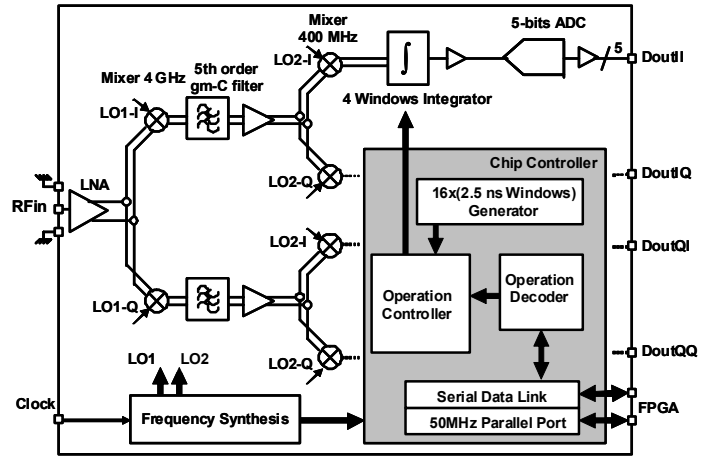 Mixer
400 MHz
5-bits ADC
LO2-I
∫
5
DoutII
Mixer 4 GHz
5th order
gm-C filter
4 Windows Integrator
LO1-I
Chip Controller
LNA
LO2-Q
DoutIQ
16x(2.5 ns Windows)
Generator
RFin
LO2-I
DoutQI
Operation
Controller
Operation
Decoder
LO1-Q
LO2-Q
DoutQQ
LO1
LO2
Serial Data Link
Clock
FPGA
Frequency Synthesis
50MHz Parallel Port